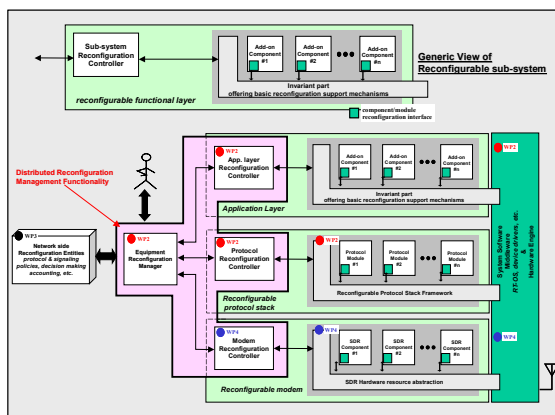 Sub-system
Reconfiguration
Controller
Add-on
Component
#1
Add-on
Component
#2
Add-on
Component
#n
Invariant part
offering basic reconfiguration support mechanisms
reconfigurable functional layer
Generic View of
Reconfigurable sub-system
component/module
reconfiguration interface
Distributed Reconfiguration
Management Functionality
WP3
Network side
Reconfiguration Entities
protocol & signaling
policies, decision making
accounting, etc.
WP2
Equipment
Reconfiguration
Manager
WP2
App. layer
Reconfiguration
Controller
Add-on
Component
#1
Add-on
Component
#2
Add-on
Component
#n
Invariant part
offering basic reconfiguration support mechanisms
Application Layer
WP2
Protocol
Reconfiguration
Controller
WP2
Protocol
Module
#1
Protocol
Module
#2
Protocol
Module
#n
Reconfigurable Protocol Stack Framework
Reconfigurable
protocol stack
WP4
Modem
Reconfiguration
Controller
SDR
Component
#1
SDR
Component
#2
SDR
Component
#n
SDR Hardware resource abstraction
Reconfigurable modem
WP2
System Software
Middleware
RT-OS, device drivers, etc.
&
Hardware Engine
WP4